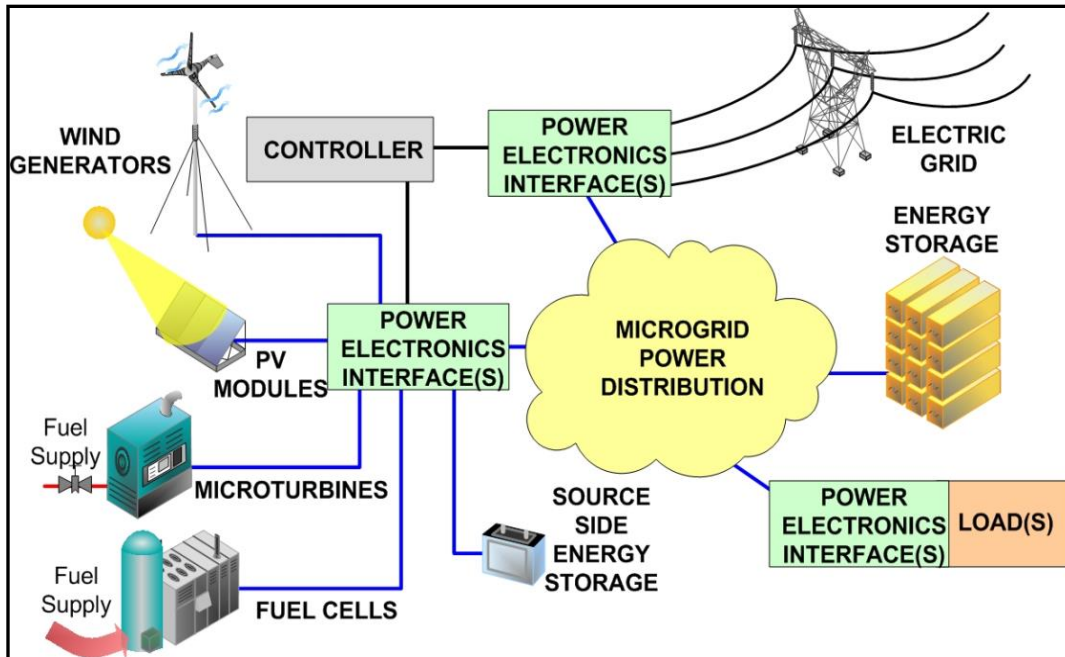 WIND
GENERATORS
CONTROLLER
POWER
ELECTRONICS
INTERFACE(S)
ELECTRIC
GRID
ENERGY
STORAGE
PV
MODULES
POWER
ELECTRONICS
INTERFACE(S)
MICROGRID
POWER
DISTRIBUTION
Fuel
Supply
MICROTURBINES
SOURCE
SIDE
ENERGY
STORAGE
POWER
ELECTRONICS
INTERFACE(S)
LOAD(S)
Fuel
Supply
FUEL CELLS